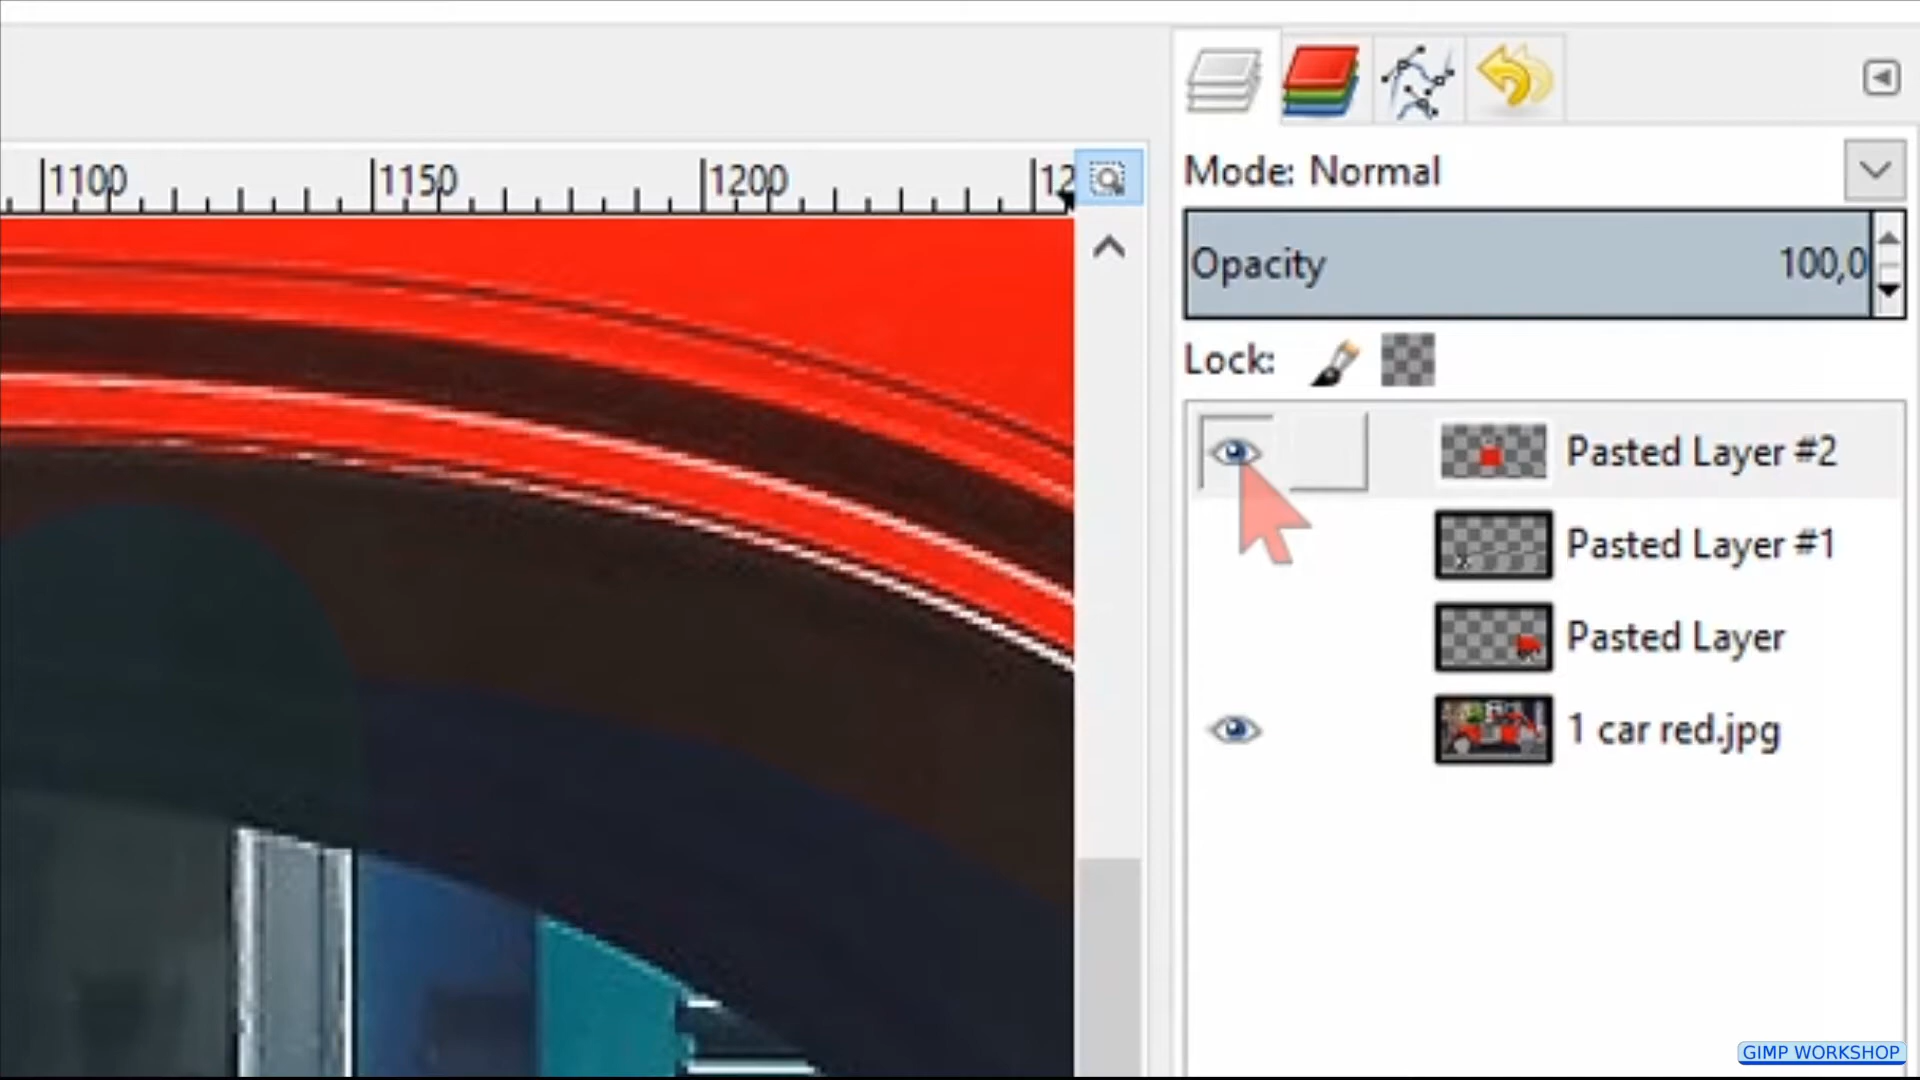 1100 1150 1200 12
Mode: Normal
Opacity 100,0
Lock:
Pasted Layer #2
Pasted Layer #1
Pasted Layer
1 car red.jpg
GIMP WORKSHOP